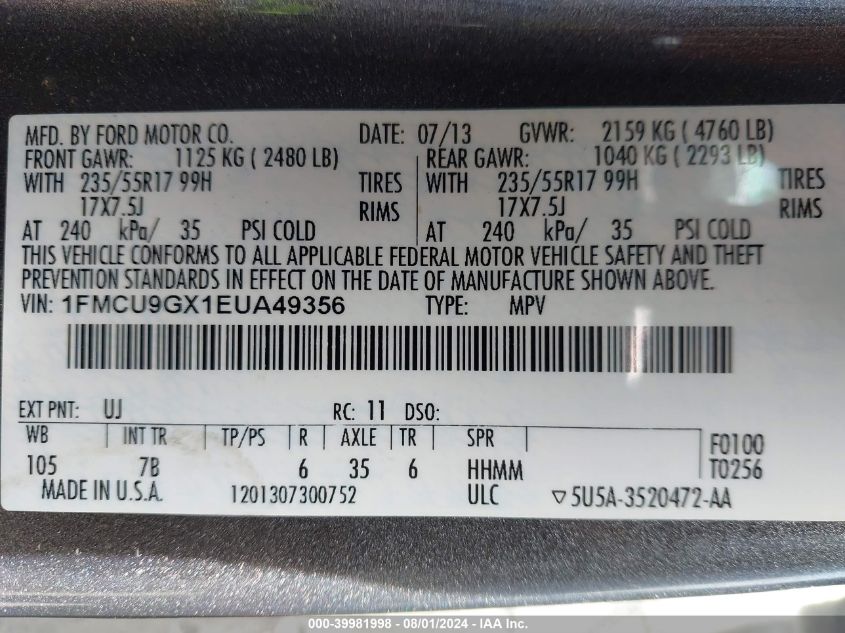 MFD. BY FORD MOTOR CO. DATE: 07/13 GVWR: 2159 KG ( 4760 LB)
FRONT GAWR: 1125 KG ( 2480 LB) REAR GAWR: 1040 KG ( 2293 LB)
WITH 235/55R17 99H TIRES WITH 235/55R17 99H TIRES
17X7.5J RIMS 17X7.5J RIMS
AT 240 kPa/ 35 PSI COLD AT 240 kPa/ 35 PSI COLD
THIS VEHICLE CONFORMS TO ALL APPLICABLE FEDERAL MOTOR VEHICLE SAFETY AND THEFT
PREVENTION STANDARDS IN EFFECT ON THE DATE OF MANUFACTURE SHOWN ABOVE.
VIN: 1FMCU9GX1EUA49356 TYPE: MPV
EXT PNT: UJ RC: 11 DSO:
WB INT TR TP/PS R AXLE TR SPR F0100
105 7B 6 35 6 HHMM T0256
MADE IN U.S.A. 1201307300752 ULC ▽5U5A-3520472-AA
000-39981998 - 08/01/2024 - IAA Inc.